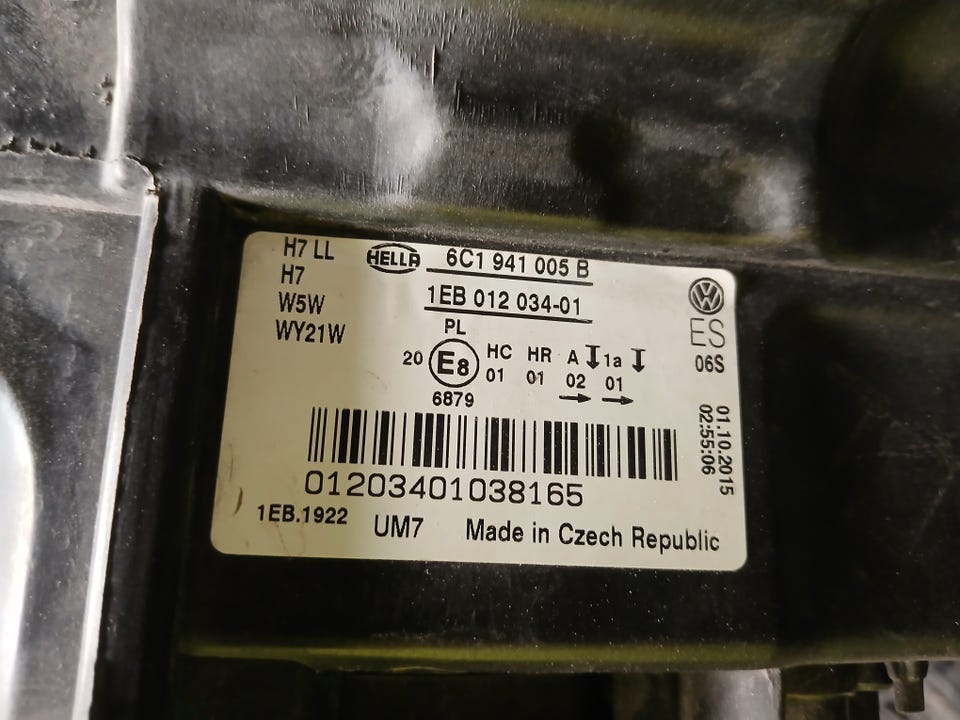 H7 LL
H7
W5W
WY21W
HELLA 6C1 941 005 B
1EB 012 034-01
PL
20 E8 HC HR A 1a
01 01 02 01
6879
VW
ES
06S
01.10.2015
02:55:06
01203401038165
1EB.1922 UM7 Made in Czech Republic